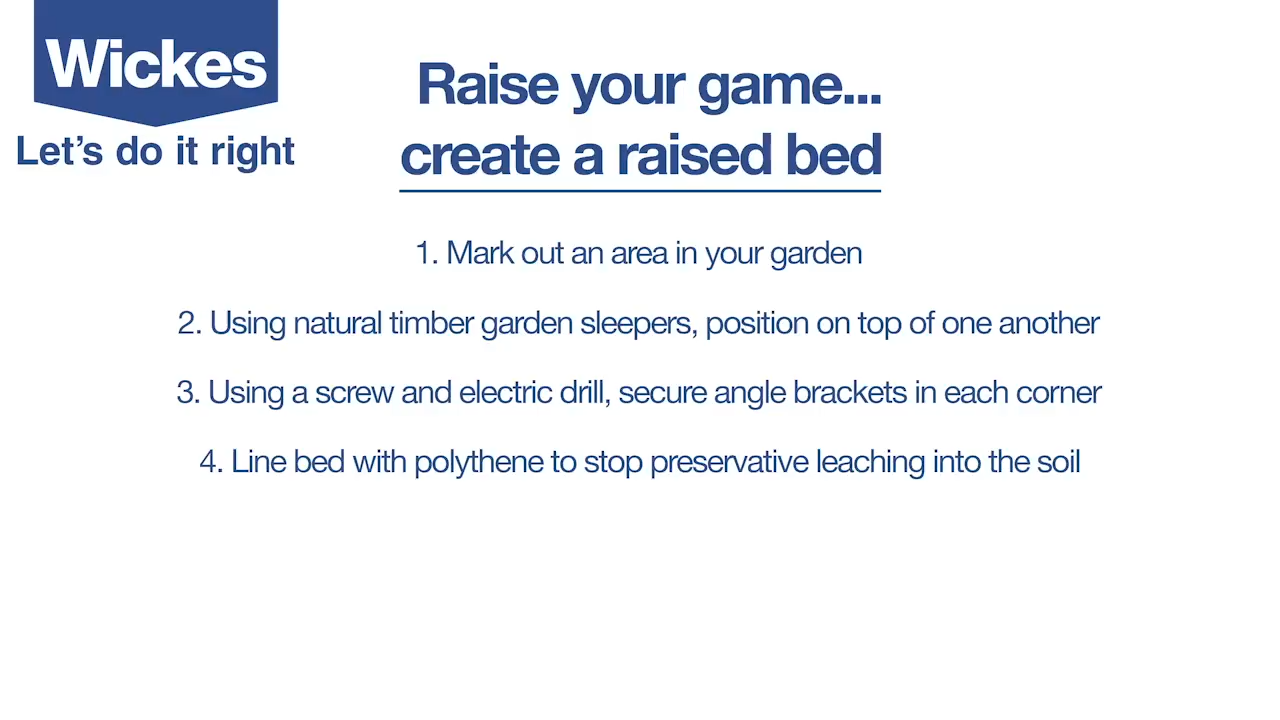 Wickes
Let's do it right
Raise your game...
create a raised bed
1. Mark out an area in your garden
2. Using natural timber garden sleepers, position on top of one another
3. Using a screw and electric drill, secure angle brackets in each corner
4. Line bed with polythene to stop preservative leaching into the soil